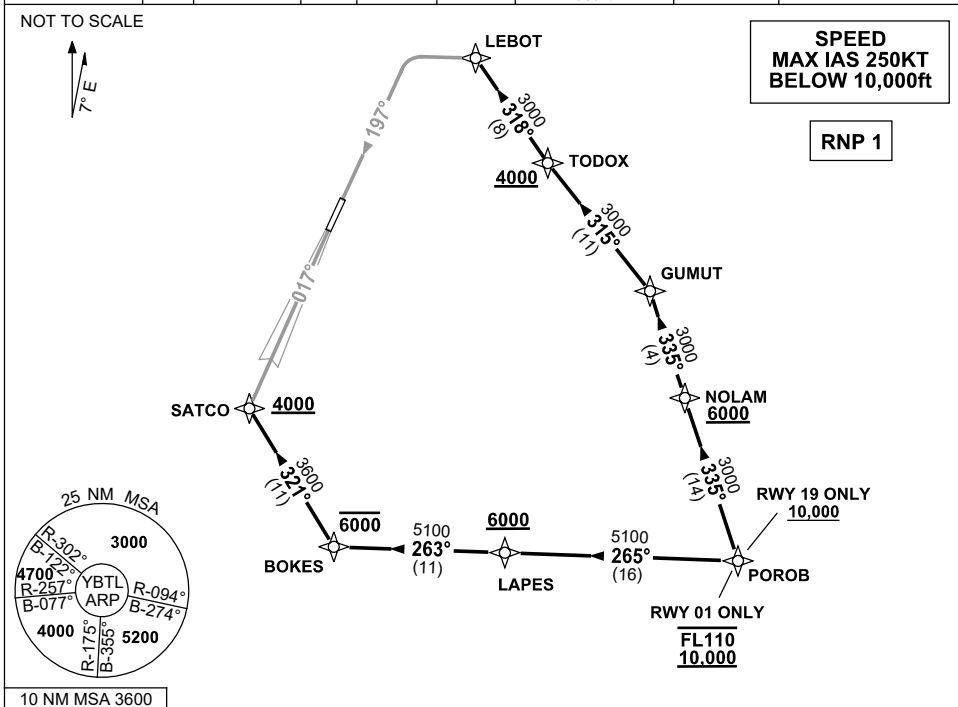 NOT TO SCALE
7° E
SPEED
MAX IAS 250KT
BELOW 10,000ft
RNP 1
LEBOT
197°
3000
318°
(8)
TODOX
4000
3000
315°
(11)
GUMUT
017°
3000
335°
(4)
NOLAM
6000
SATCO
4000
3600
321°
(11)
3000
335°
(14)
RWY 19 ONLY
10,000
6000
BOKES
5100
263°
(11)
6000
LAPES
5100
265°
(16)
POROB
RWY 01 ONLY
FL110
10,000
25 NM MSA
3000
R-302°
B-122°
4700
R-257°
B-077°
YBTL
ARP
R-094°
B-274°
4000
R-175°
B-355°
5200
10 NM MSA 3600